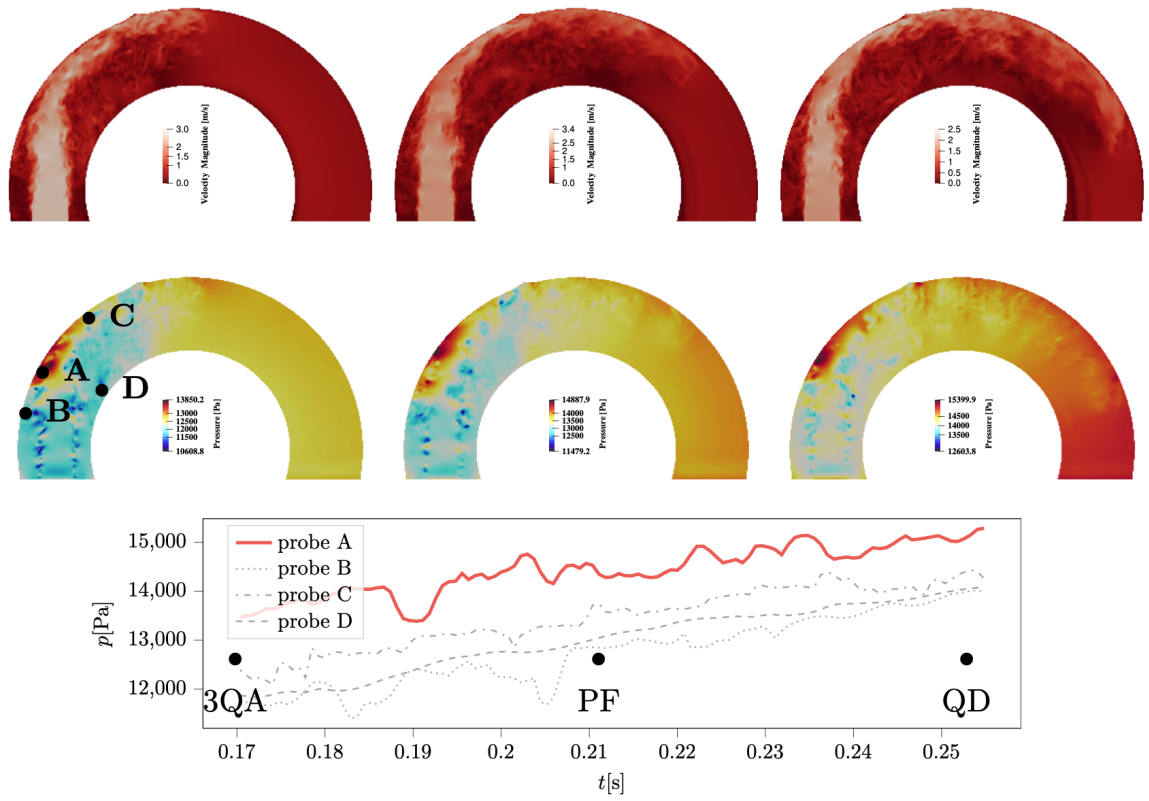 3.0
2
1.5
1
0.0
Velocity Magnitude [m/s]
3.4
2.5
1.5
1
0.0
Velocity Magnitude [m/s]
2.5
1.5
1
0.5
0.0
Velocity Magnitude [m/s]
C
A
D
B
13850.2
13000
12500
12000
11500
10608.8
Pressure [Pa]
14887.9
14000
13500
13000
12500
11479.2
Pressure [Pa]
15399.9
14500
14000
13500
12603.8
Pressure [Pa]
probe A
probe B
probe C
probe D
15,000
14,000
13,000
12,000
p[Pa]
3QA
PF
QD
0.17 0.18 0.19 0.2 0.21 0.22 0.23 0.24 0.25
t[s]